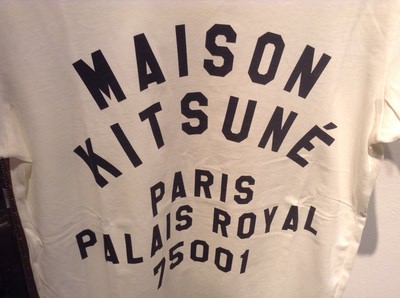 MAISON
KITSUNÉ
PARIS
PALAIS ROYAL
75001